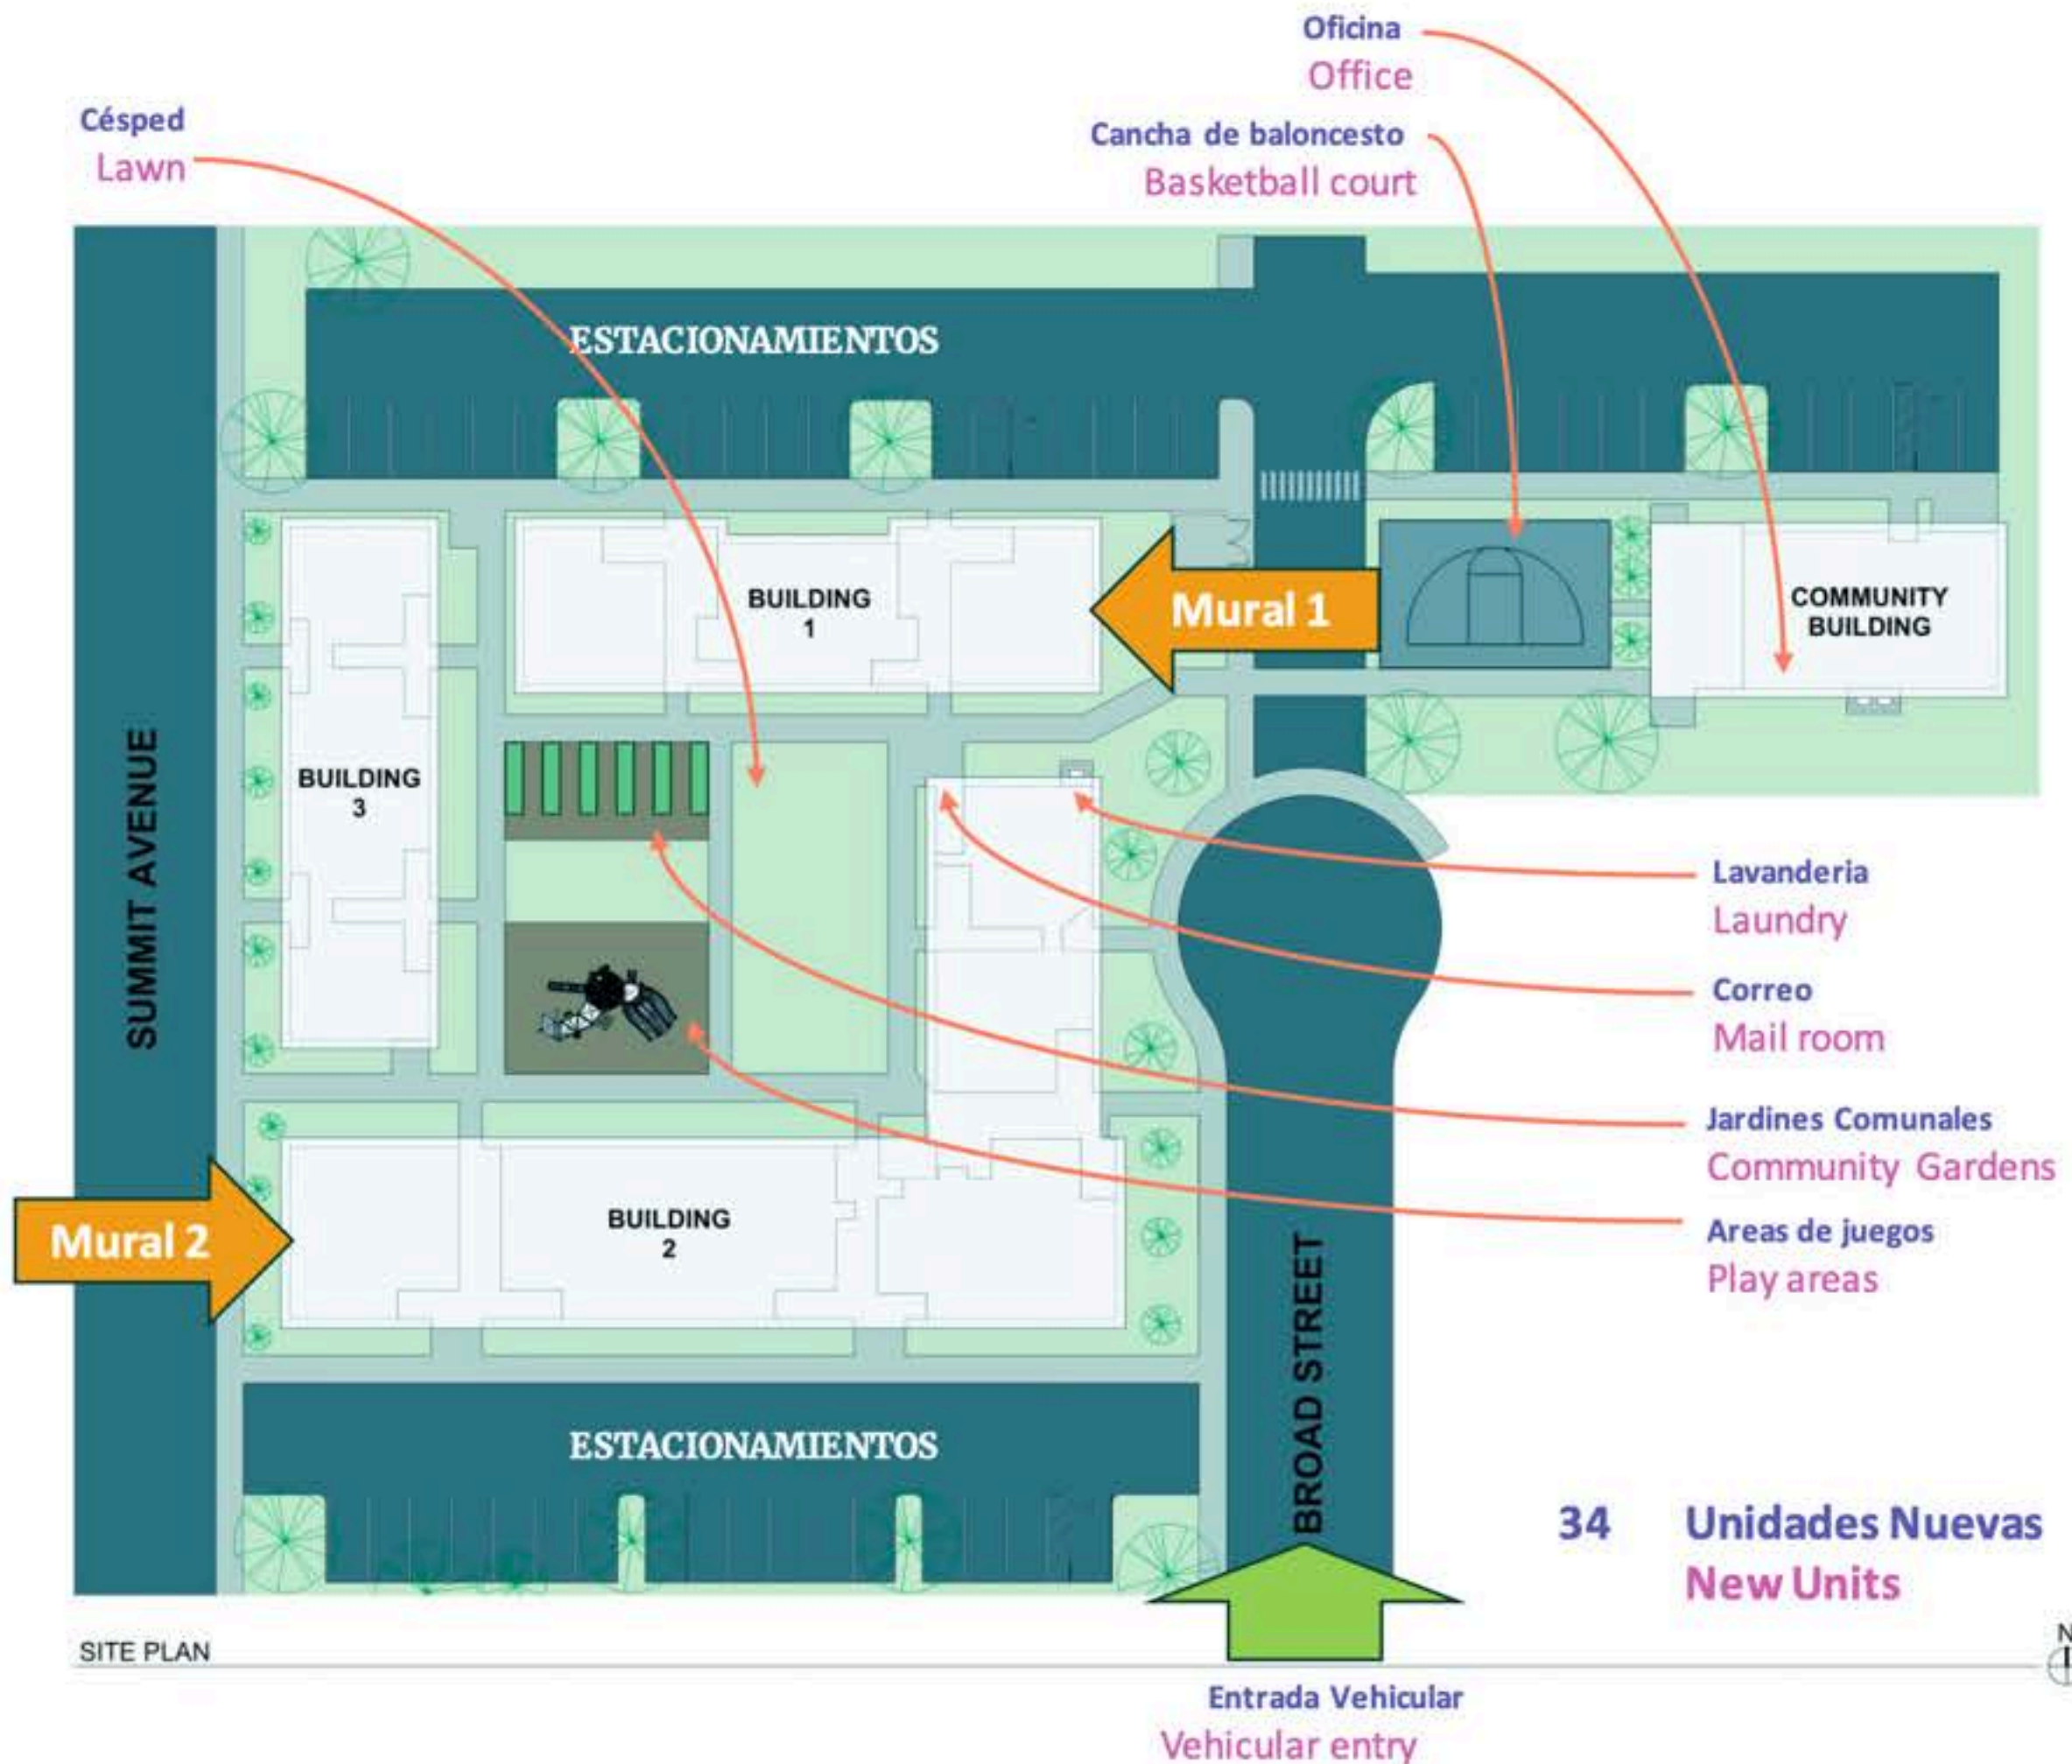 Oficina
Office
Césped
Lawn
Cancha de baloncesto
Basketball court
ESTACIONAMIENTOS
BUILDING
1
Mural 1
COMMUNITY
BUILDING
SUMMIT AVENUE
BUILDING
3
Lavanderia
Laundry
Correo
Mail room
Jardines Comunales
Community Gardens
Mural 2
BUILDING
2
Areas de juegos
Play areas
BROAD STREET
ESTACIONAMIENTOS
34 Unidades Nuevas
New Units
SITE PLAN
N
Entrada Vehicular
Vehicular entry